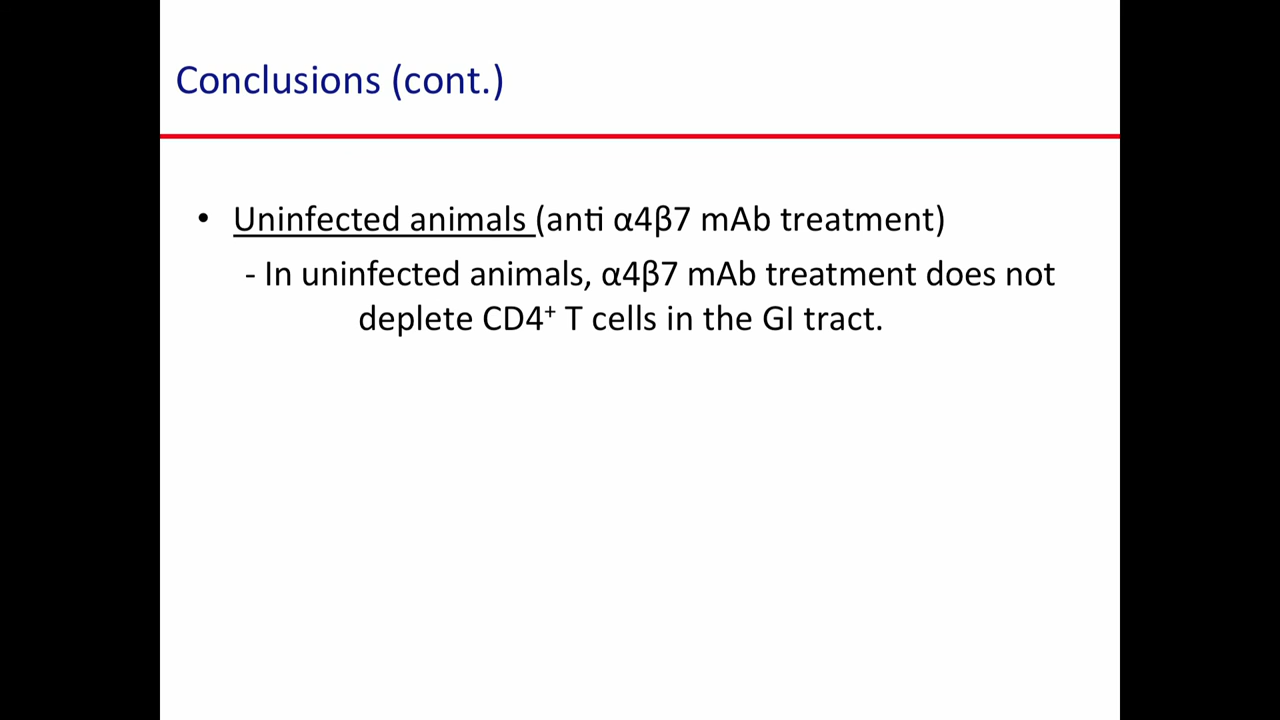 Conclusions (cont.)
• Uninfected animals (anti α4β7 mAb treatment)
- In uninfected animals, α4β7 mAb treatment does not
deplete CD4⁺ T cells in the GI tract.